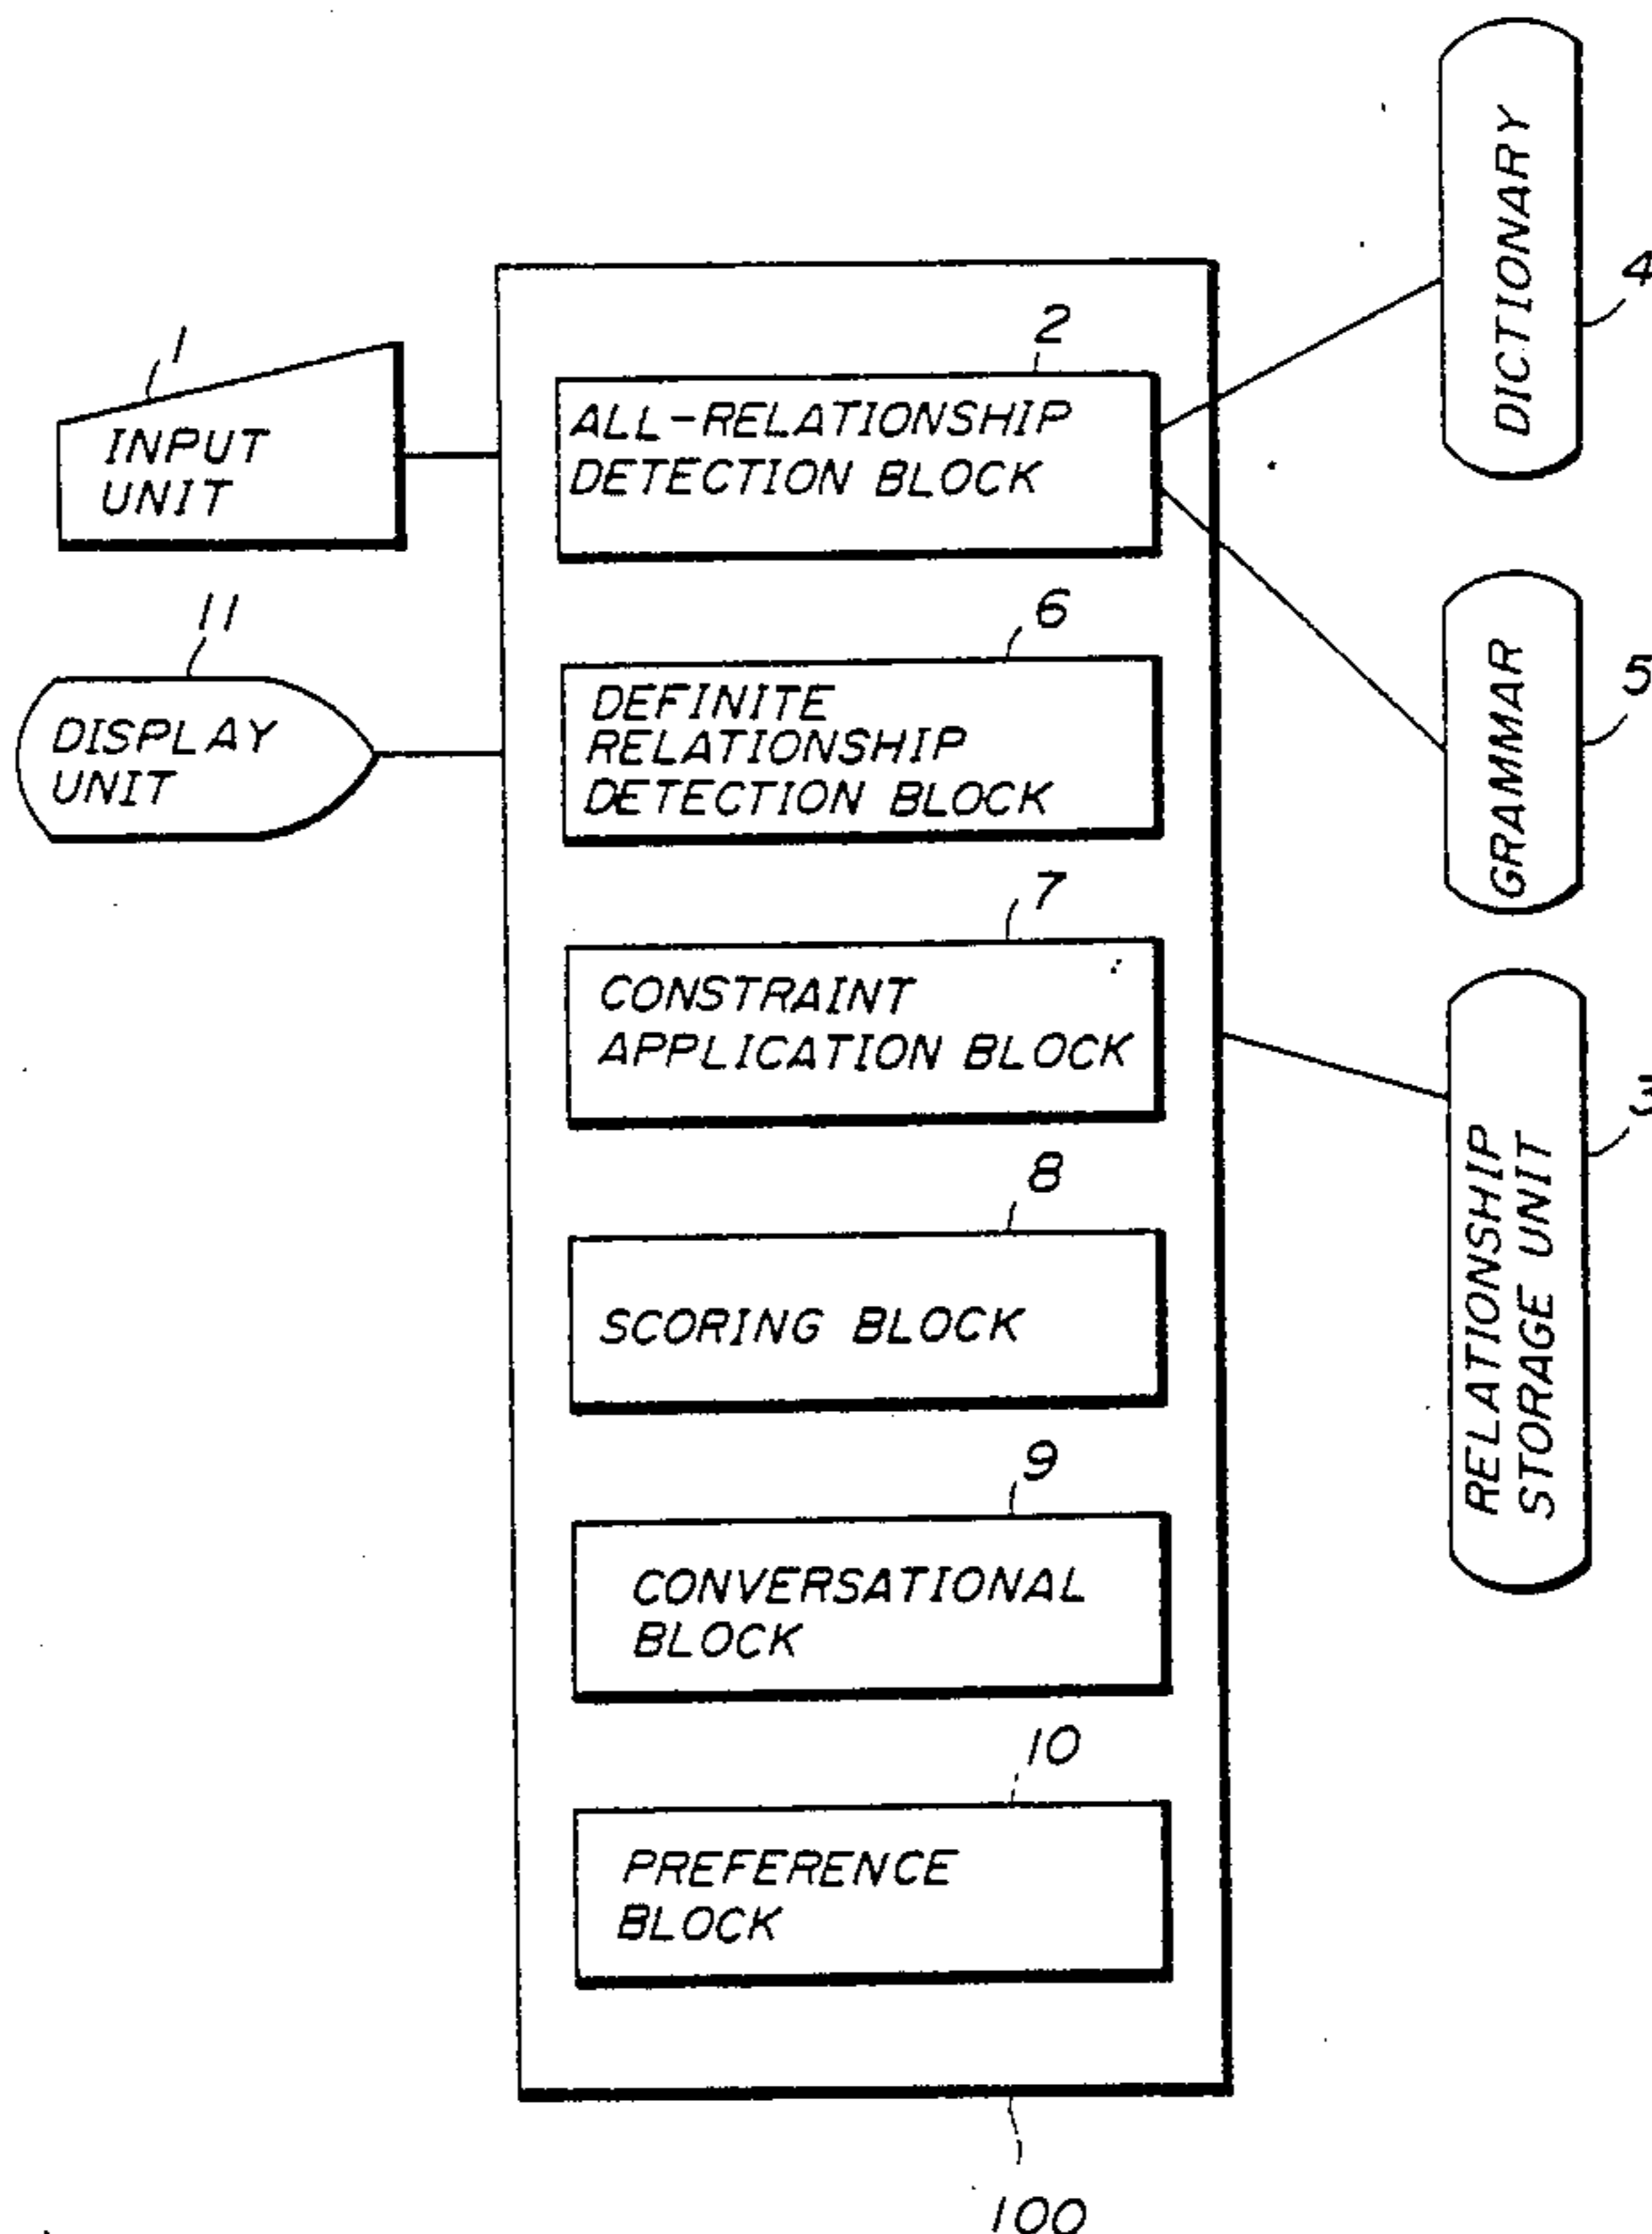 1
INPUT
UNIT
11
DISPLAY
UNIT
2
ALL-RELATIONSHIP
DETECTION BLOCK
6
DEFINITE
RELATIONSHIP
DETECTION BLOCK
7
CONSTRAINT
APPLICATION BLOCK
8
SCORING BLOCK
9
CONVERSATIONAL
BLOCK
10
PREFERENCE
BLOCK
100
DICTIONARY
4
GRAMMAR
5
RELATIONSHIP
STORAGE UNIT